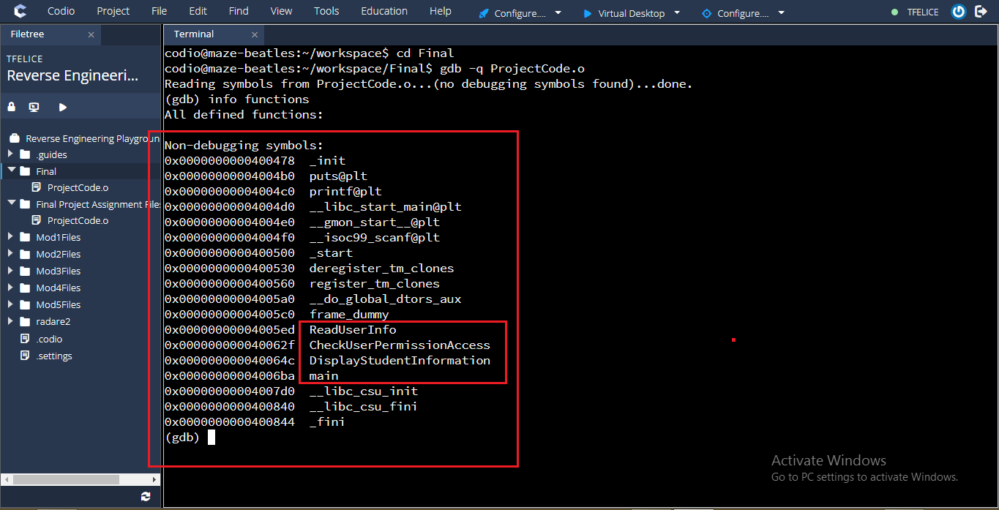 Codio Project File Edit Find View Tools Education Help Configure.... Virtual Desktop Configure.... TFELICE
Filetree × Terminal ×
TFELICE
Reverse Engineeri...
Reverse Engineering Playgroun
.guides
Final
ProjectCode.o
Final Project Assignment Files
ProjectCode.o
Mod1Files
Mod2Files
Mod3Files
Mod4Files
Mod5Files
radare2
.codio
.settings
codio@maze-beatles:~/workspace$ cd Final
codio@maze-beatles:~/workspace/Final$ gdb -q ProjectCode.o
Reading symbols from ProjectCode.o...(no debugging symbols found)...done.
(gdb) info functions
All defined functions:
Non-debugging symbols:
0x0000000000400478 _init
0x00000000004004b0 puts@plt
0x00000000004004c0 printf@plt
0x00000000004004d0 __libc_start_main@plt
0x00000000004004e0 __gmon_start__@plt
0x00000000004004f0 __isoc99_scanf@plt
0x0000000000400500 _start
0x0000000000400530 deregister_tm_clones
0x0000000000400560 register_tm_clones
0x00000000004005a0 __do_global_dtors_aux
0x00000000004005c0 frame_dummy
0x00000000004005ed ReadUserInfo
0x000000000040062f CheckUserPermissionAccess
0x000000000040064c DisplayStudentInformation
0x00000000004006ba main
0x00000000004007d0 __libc_csu_init
0x0000000000400840 __libc_csu_fini
0x0000000000400844 _fini
(gdb)
Activate Windows
Go to PC settings to activate Windows.